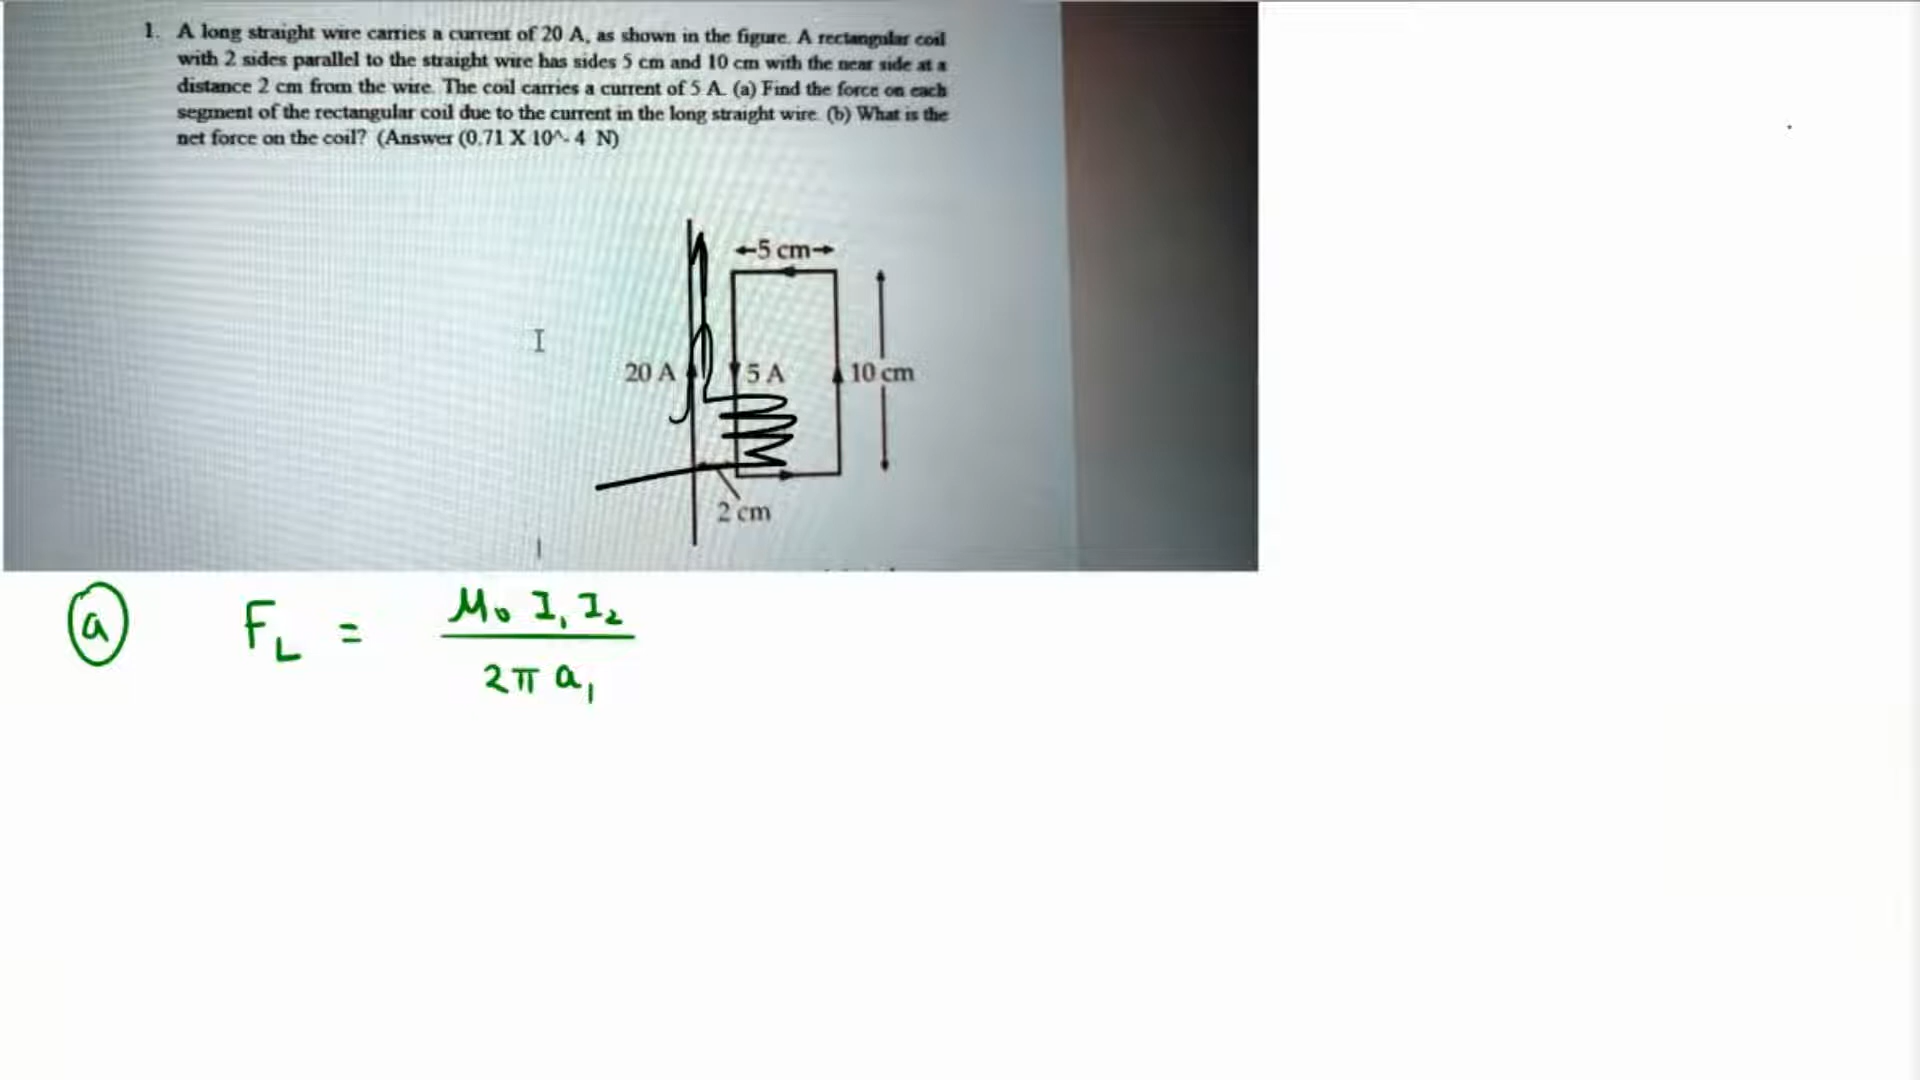 1. A long straight wire carries a current of 20 A, as shown in the figure. A rectangular coil
with 2 sides parallel to the straight wire has sides 5 cm and 10 cm with the near side at a
distance 2 cm from the wire. The coil carries a current of 5 A. (a) Find the force on each
segment of the rectangular coil due to the current in the long straight wire. (b) What is the
net force on the coil? (Answer (0.71 X 10^- 4 N)
5 cm
20 A
5 A
10 cm
2 cm
(a) F_L = μ₀ I₁ I₂ / 2π a₁